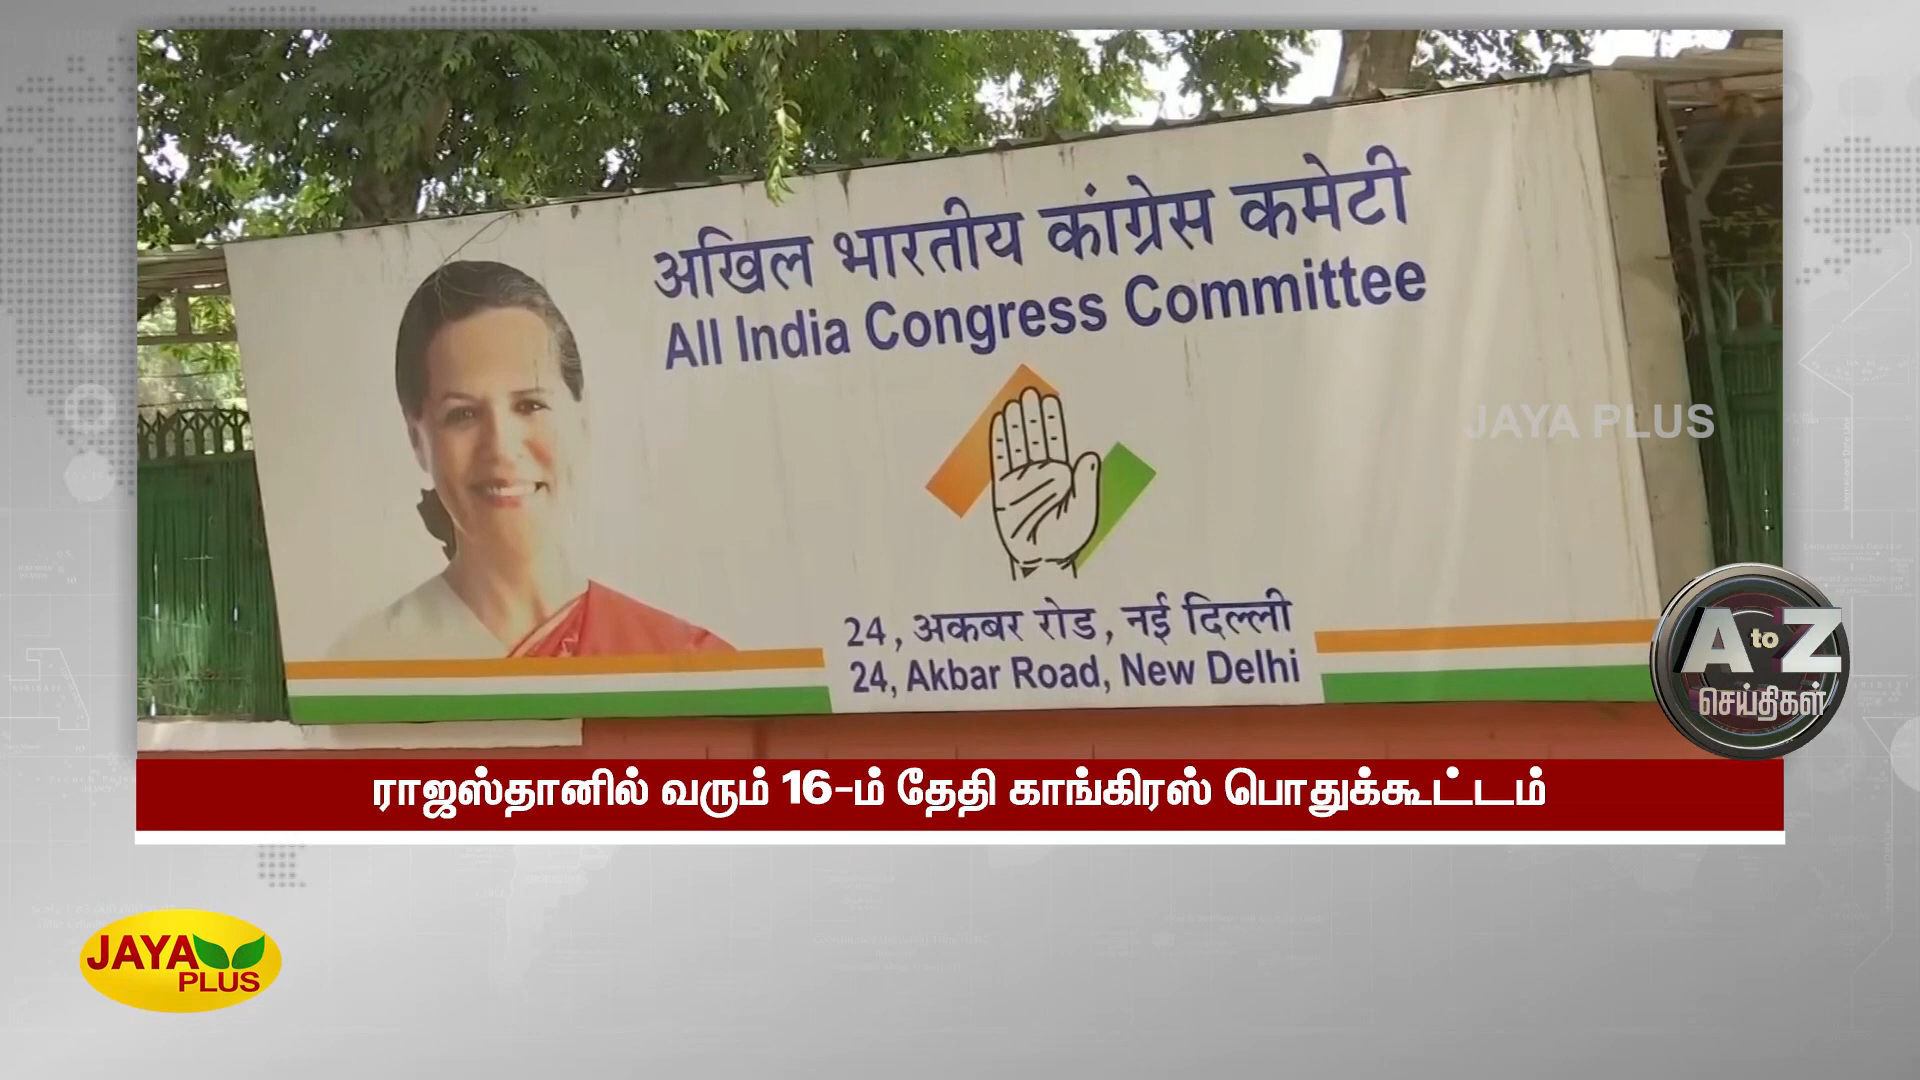 अखिल भारतीय कांग्रेस कमेटी
All India Congress Committee
JAYA PLUS
24, अकबर रोड, नई दिल्ली
24, Akbar Road, New Delhi
A to Z
செய்திகள்
ராஜஸ்தானில் வரும் 16-ம் தேதி காங்கிரஸ் பொதுக்கூட்டம்
JAYA
PLUS